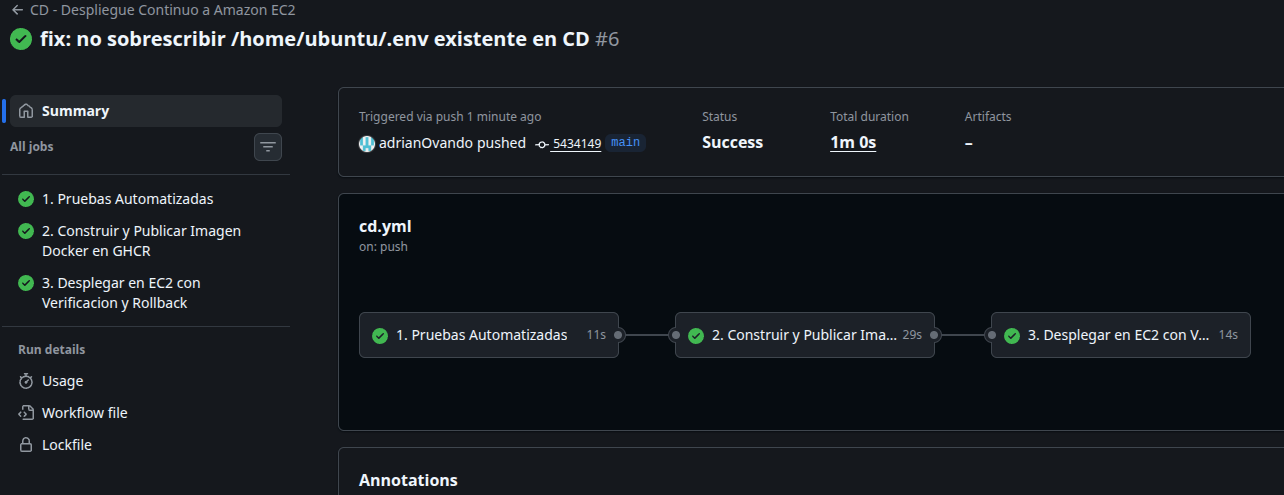 CD - Despliegue Continuo a Amazon EC2
fix: no sobrescribir /home/ubuntu/.env existente en CD #6
Summary
All jobs
1. Pruebas Automatizadas
2. Construir y Publicar Imagen
Docker en GHCR
3. Desplegar en EC2 con
Verificacion y Rollback
Run details
Usage
Workflow file
Lockfile
Triggered via push 1 minute ago
adrianOvando pushed 5434149 main
Status
Success
Total duration
1m 0s
Artifacts
–
cd.yml
on: push
1. Pruebas Automatizadas 11s
2. Construir y Publicar Ima... 29s
3. Desplegar en EC2 con V... 14s
Annotations